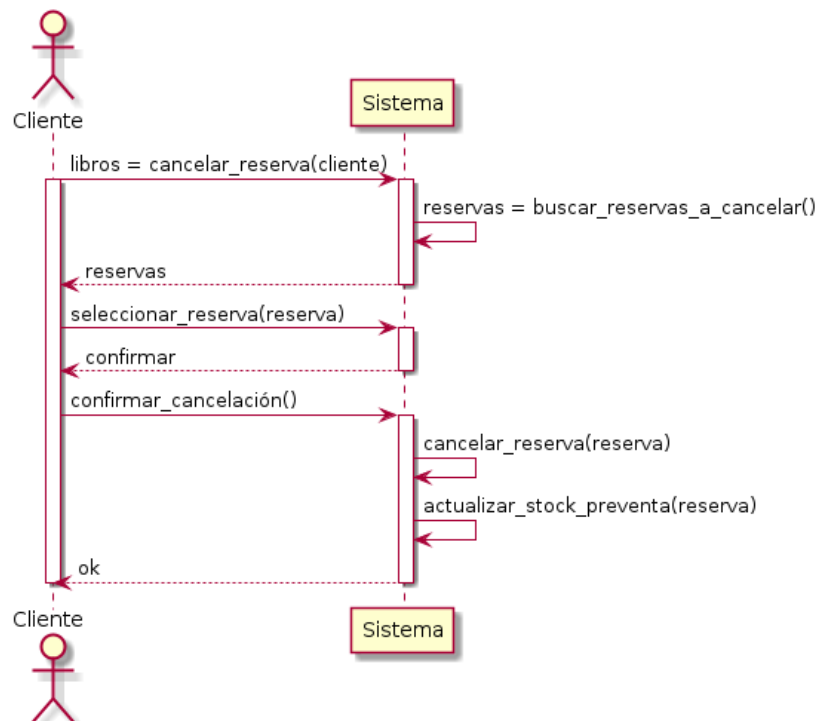 Cliente
Sistema
libros = cancelar_reserva(cliente)
reservas = buscar_reservas_a_cancelar()
reservas
seleccionar_reserva(reserva)
confirmar
confirmar_cancelación()
cancelar_reserva(reserva)
actualizar_stock_preventa(reserva)
ok
Cliente
Sistema